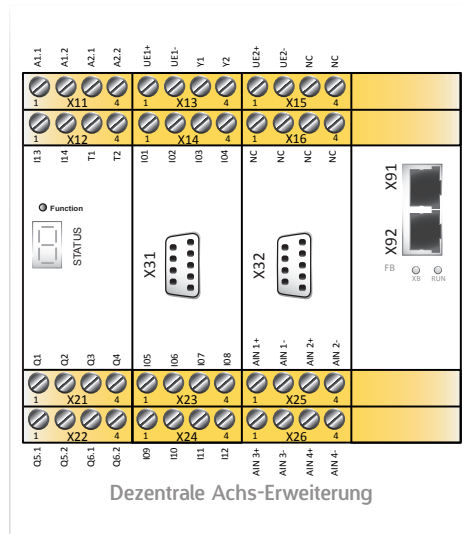 A1.1 A1.2 A2.1 A2.2 UE1+ UE1- Y1 Y2 UE2+ UE2- NC NC
1 X11 4 1 X13 4 1 X15 4
1 X12 4 1 X14 4 1 X16 4
I13 I14 T1 T2 I01 I02 I03 I04 NC NC NC NC
Function
STATUS
X31
X32
X91
X92
FB
XB RUN
Q1 Q2 Q3 Q4 I05 I06 I07 I08 AIN 1+ AIN 1- AIN 2+ AIN 2-
1 X21 4 1 X23 4 1 X25 4
1 X22 4 1 X24 4 1 X26 4
Q5.1 Q5.2 Q6.1 Q6.2 I09 I10 I11 I12 AIN 3+ AIN 3- AIN 4+ AIN 4-
Dezentrale Achs-Erweiterung